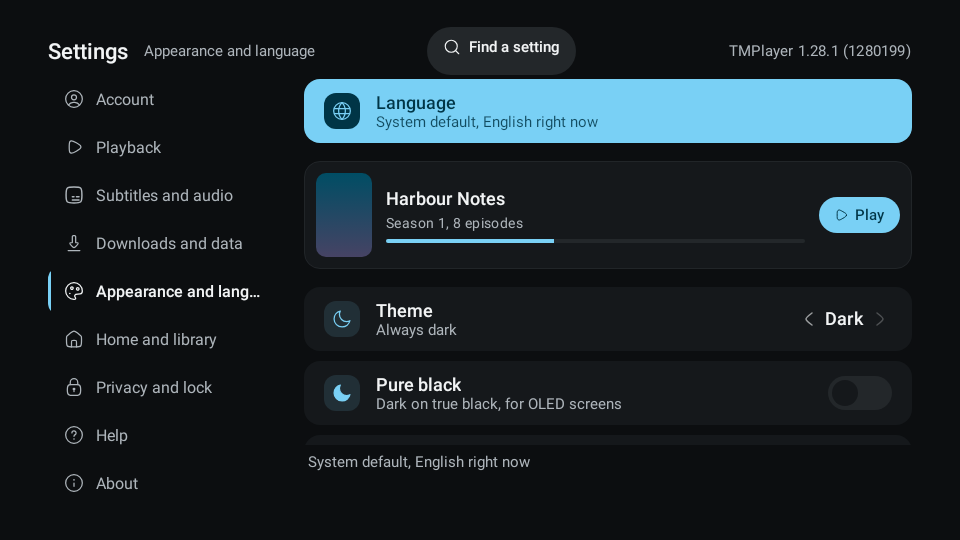 Settings
Appearance and language
Find a setting
TMPlayer 1.28.1 (1280199)
Account
Playback
Subtitles and audio
Downloads and data
Appearance and lang…
Home and library
Privacy and lock
Help
About
Language
System default, English right now
Harbour Notes
Season 1, 8 episodes
Play
Theme
Always dark
Dark
Pure black
Dark on true black, for OLED screens
System default, English right now